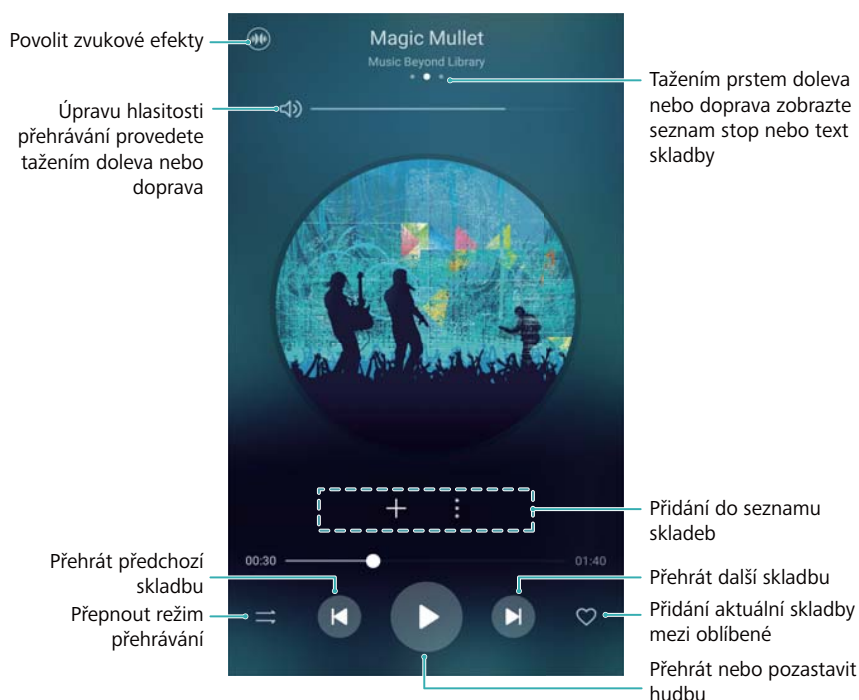 Povolit zvukové efekty
Magic Mullet
Music Beyond Library
Tažením prstem doleva
nebo doprava zobrazte
seznam stop nebo text
skladby
Úpravu hlasitosti
přehrávání provedete
tažením doleva nebo
doprava
Přidání do seznamu
skladeb
Přehrát předchozí
skladbu
00:30
01:40
Přehrát další skladbu
Přepnout režim
přehrávání
Přidání aktuální skladby
mezi oblíbené
Přehrát nebo pozastavit
hudbu